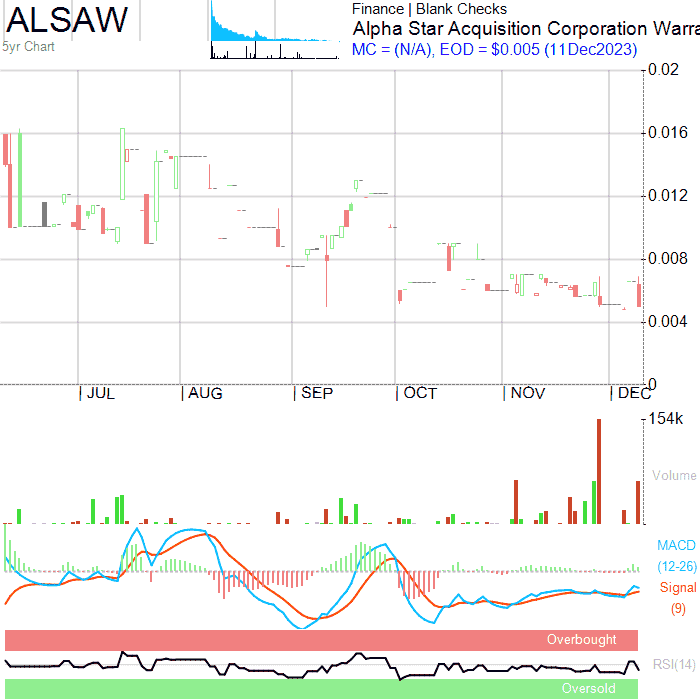 ALSAW
5yr Chart
Finance | Blank Checks
Alpha Star Acquisition Corporation Warra
MC = (N/A), EOD = $0.005 (11Dec2023)
0.02
0.016
0.012
0.008
0.004
0
JUL AUG SEP OCT NOV DEC
154k
Volume
MACD
(12-26)
Signal
(9)
Overbought
RSI(14)
Oversold